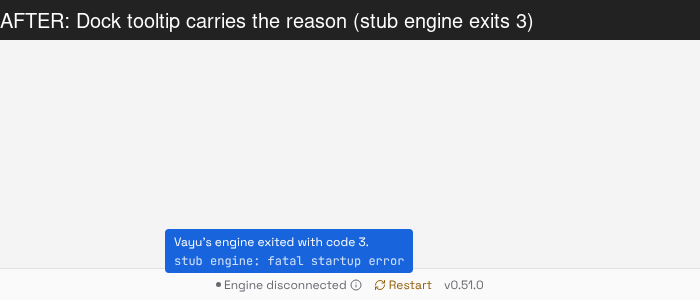 AFTER: Dock tooltip carries the reason (stub engine exits 3)
Vayu's engine exited with code 3.
stub engine: fatal startup error
Engine disconnected Restart v0.51.0